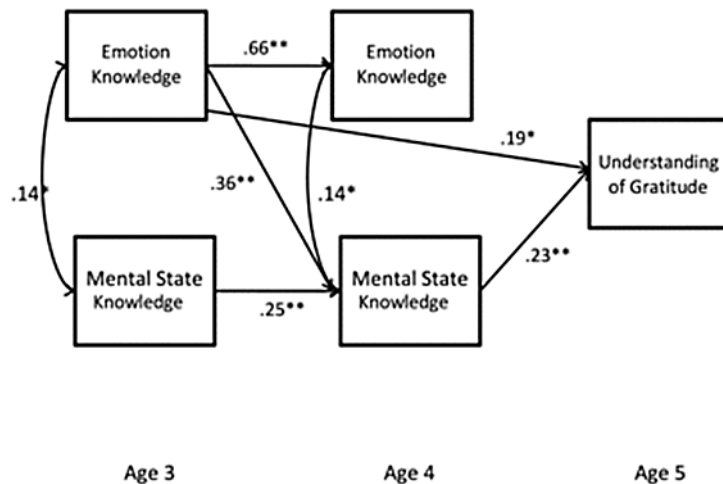 Emotion
Knowledge
.66**
Emotion
Knowledge
.19*
Understanding
of Gratitude
.14*
.36**
.14*
Mental State
Knowledge
.25**
Mental State
Knowledge
.23**
Age 3
Age 4
Age 5